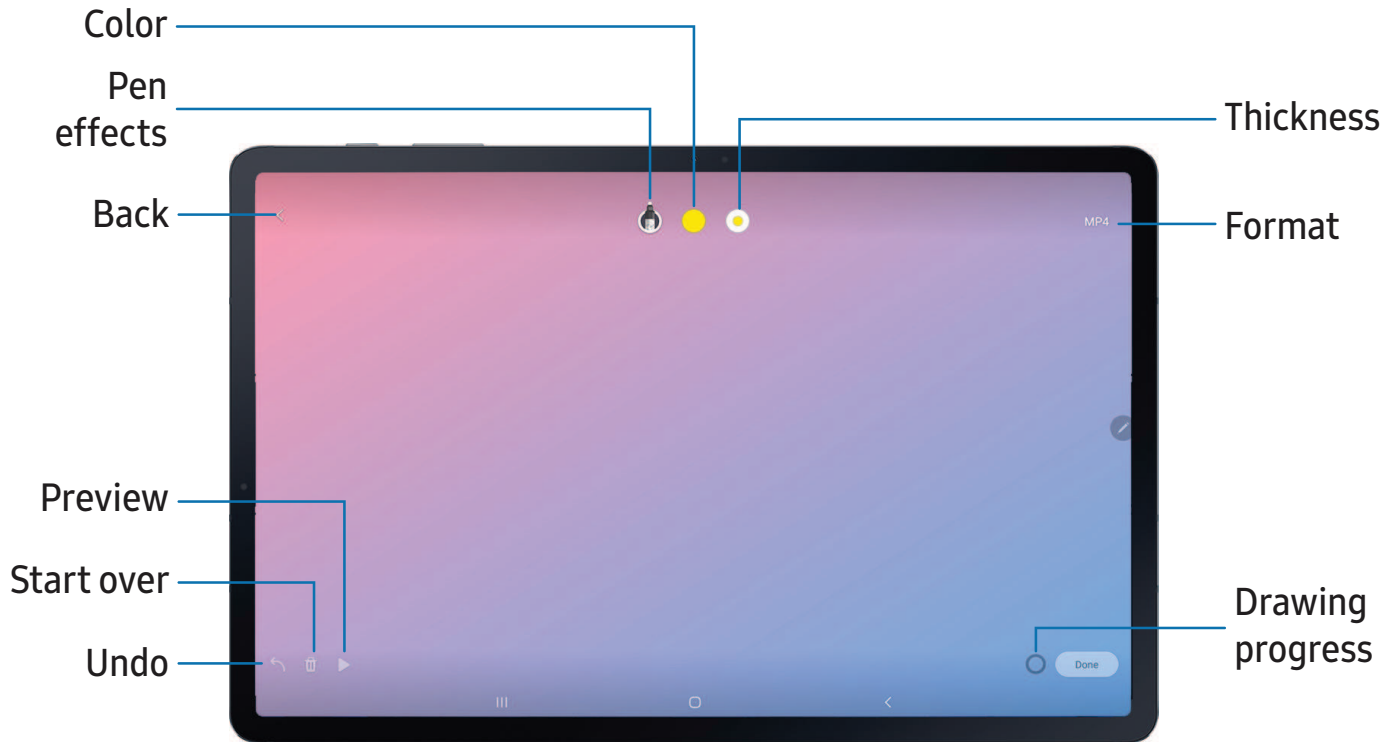 Color
Pen
effects
Thickness
Back
MP4
Format
Preview
Start over
Drawing
progress
Undo
Done